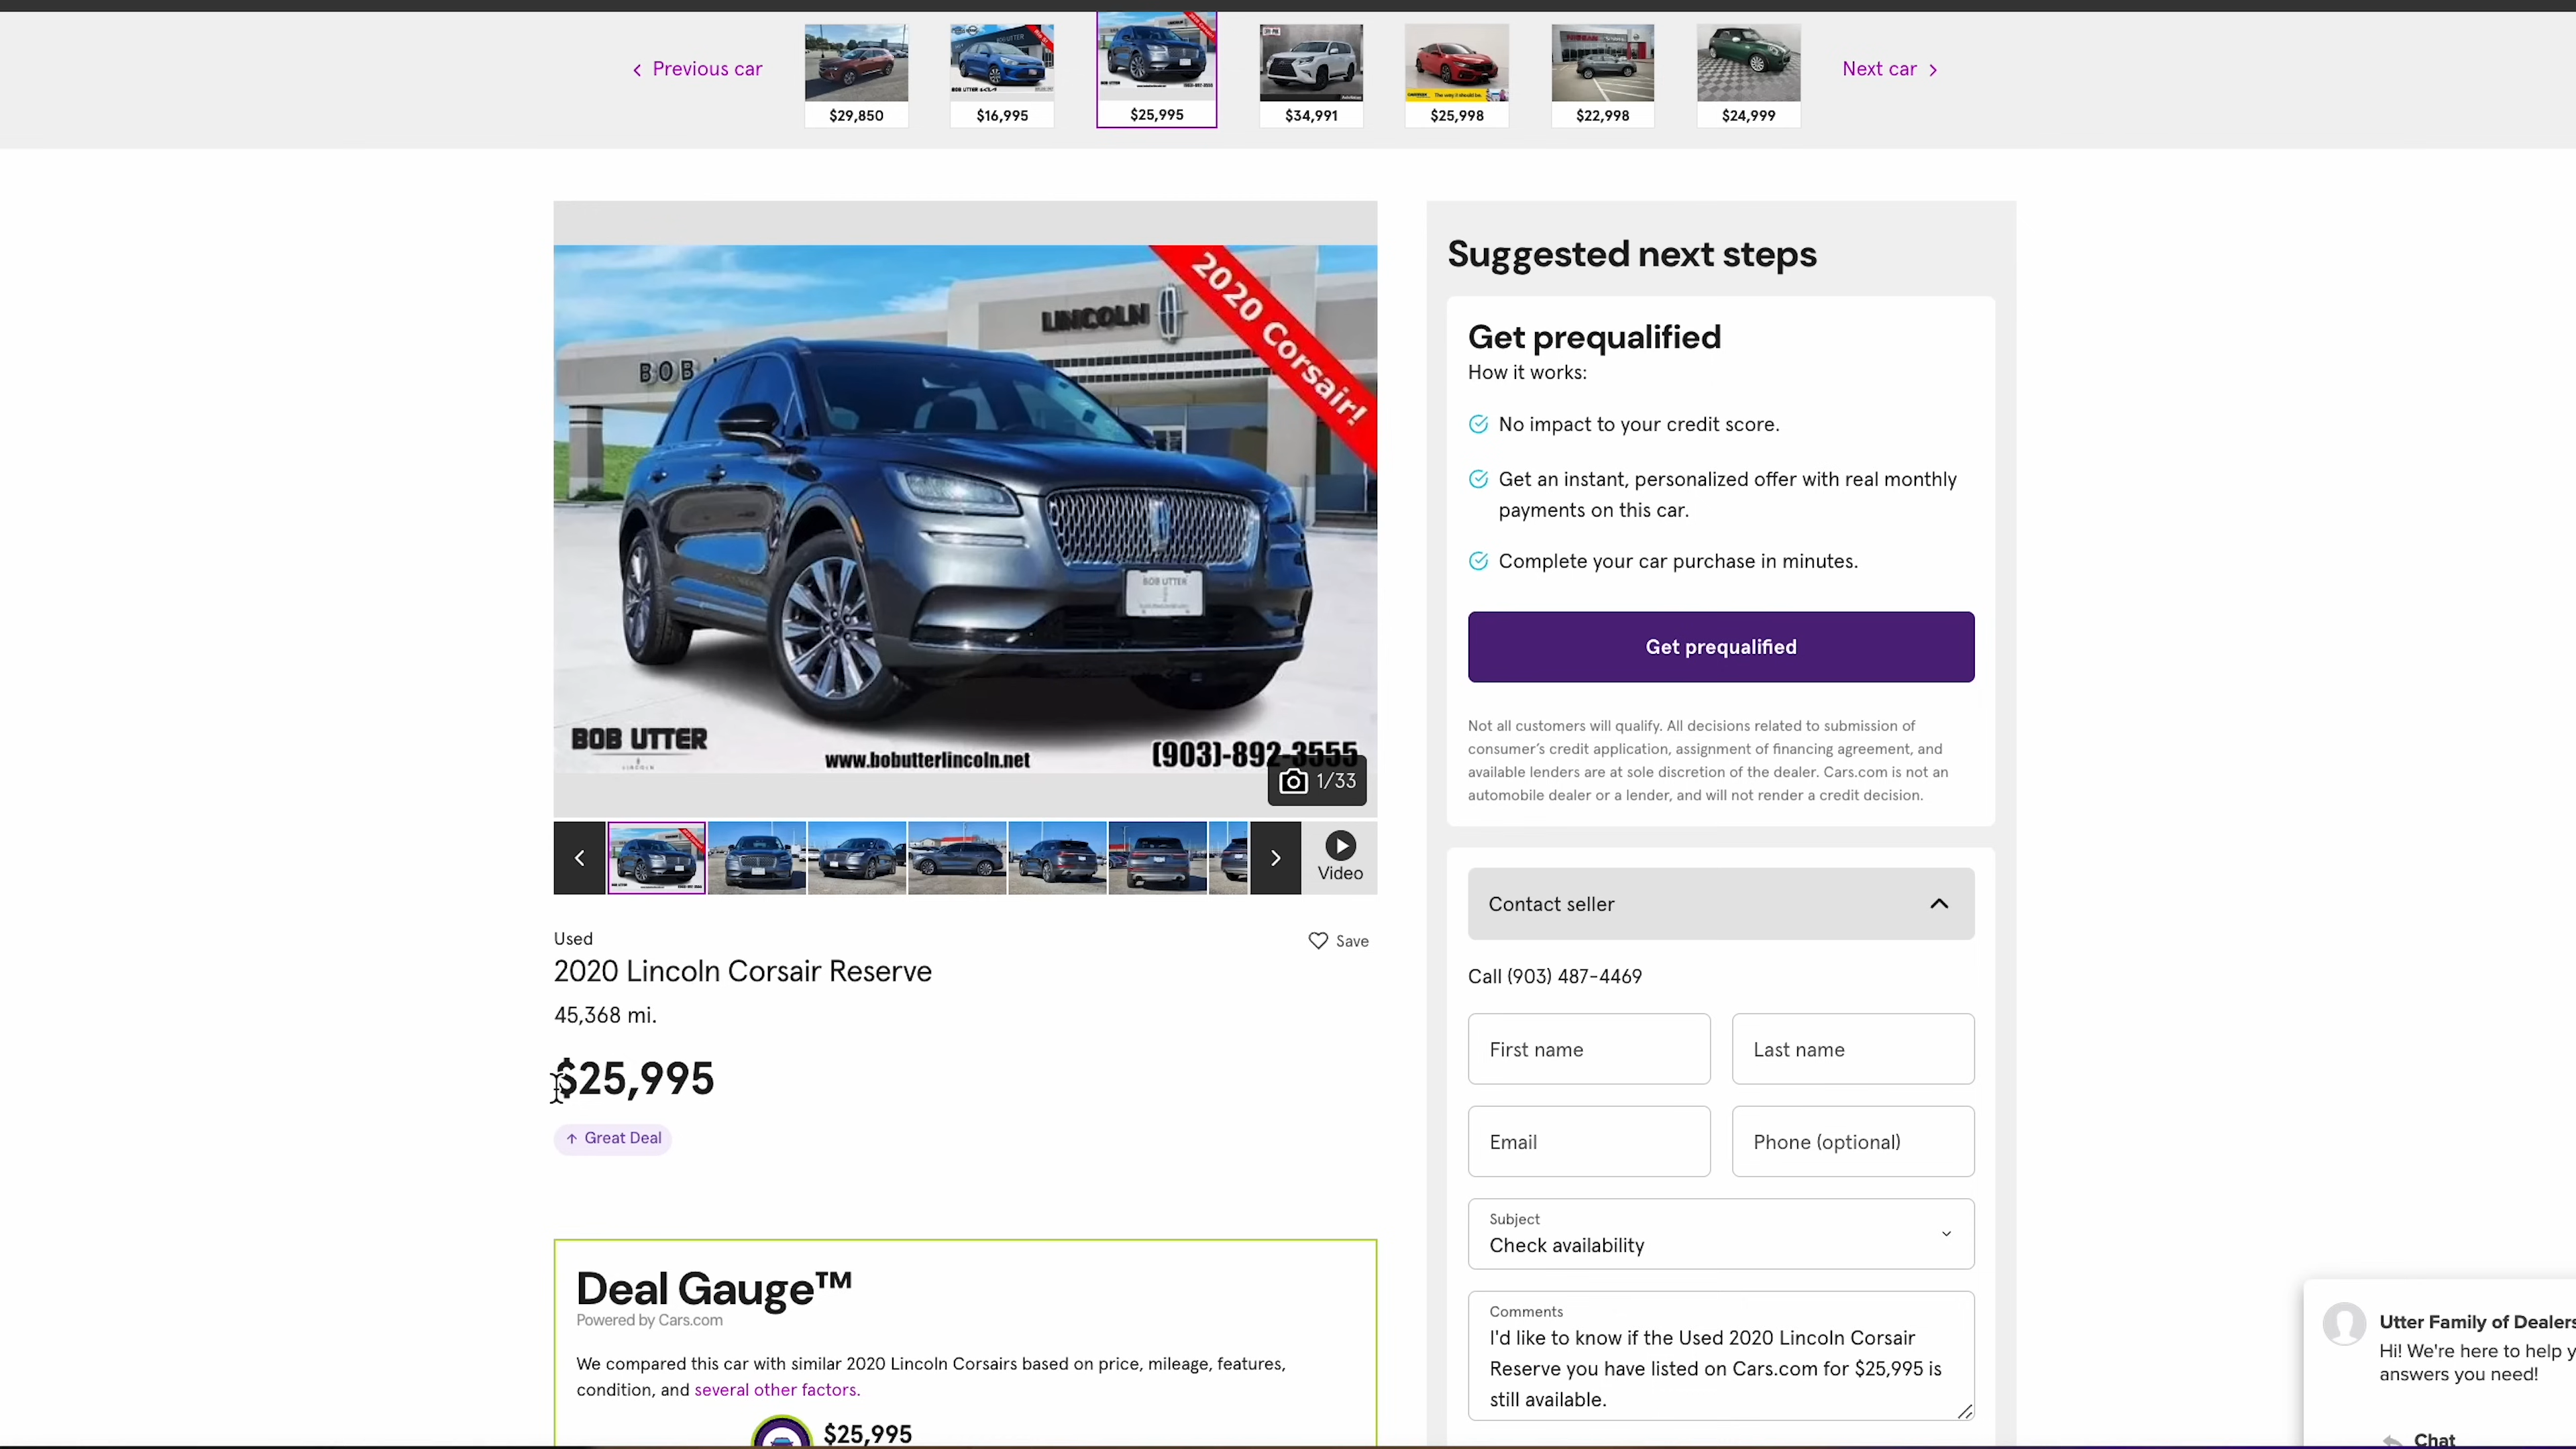 Previous car
$29,850
$16,995
$25,995
$34,991
$25,998
$22,998
$24,999
Next car
2020 Corsair!
LINCOLN
BOB
BOB UTTER
BOB UTTER
LINCOLN
www.bobutterlincoln.net
(903)-892-3555
1/33
Video
Used
Save
2020 Lincoln Corsair Reserve
45,368 mi.
$25,995
Great Deal
Deal Gauge™
Powered by Cars.com
We compared this car with similar 2020 Lincoln Corsairs based on price, mileage, features,
condition, and several other factors.
$25,995
Suggested next steps
Get prequalified
How it works:
No impact to your credit score.
Get an instant, personalized offer with real monthly
payments on this car.
Complete your car purchase in minutes.
Get prequalified
Not all customers will qualify. All decisions related to submission of
consumer's credit application, assignment of financing agreement, and
available lenders are at sole discretion of the dealer. Cars.com is not an
automobile dealer or a lender, and will not render a credit decision.
Contact seller
Call (903) 487-4469
First name
Last name
Email
Phone (optional)
Subject
Check availability
Comments
I'd like to know if the Used 2020 Lincoln Corsair
Reserve you have listed on Cars.com for $25,995 is
still available.
Utter Family of Dealers
Hi! We're here to help y
answers you need!
Chat